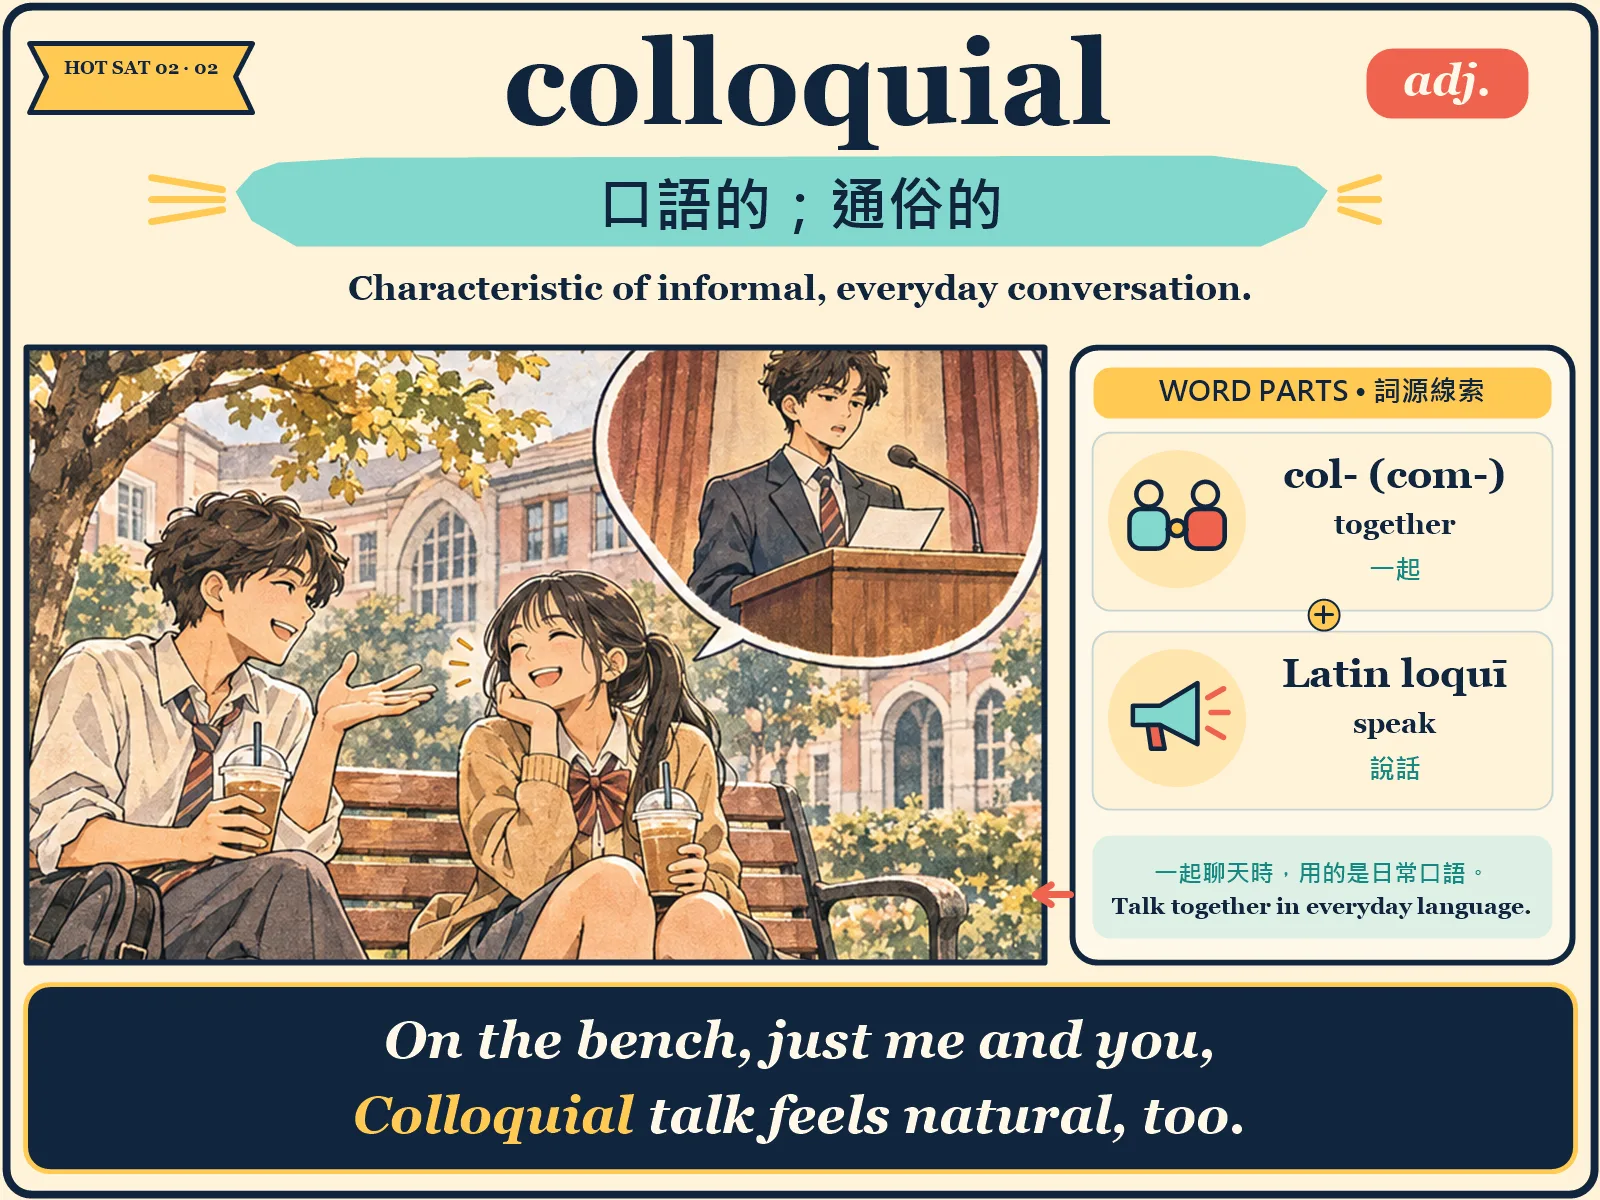 HOT SAT 02 · 02
colloquial
adj.
口語的；通俗的
Characteristic of informal, everyday conversation.
WORD PARTS • 詞源線索
col- (com-)
together
一起
+
Latin loquī
speak
說話
一起聊天時，用的是日常口語。
Talk together in everyday language.
On the bench, just me and you,
Colloquial talk feels natural, too.